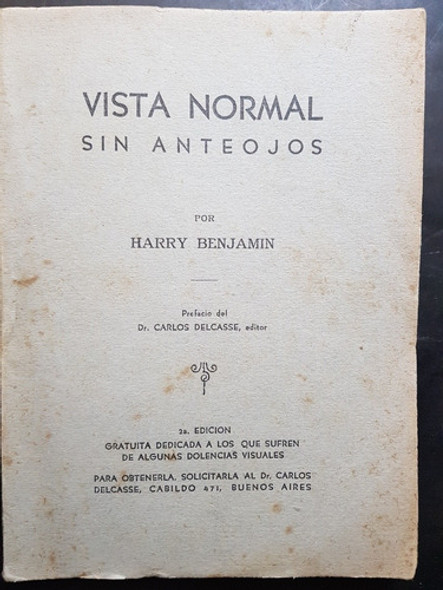 VISTA NORMAL
SIN ANTEOJOS
POR
HARRY BENJAMIN
Prefacio del
Dr. CARLOS DELCASSE, editor
2a. EDICION
GRATUITA DEDICADA A LOS QUE SUFREN
DE ALGUNAS DOLENCIAS VISUALES
PARA OBTENERLA, SOLICITARLA AL Dr. CARLOS
DELCASSE, CABILDO 471, BUENOS AIRES